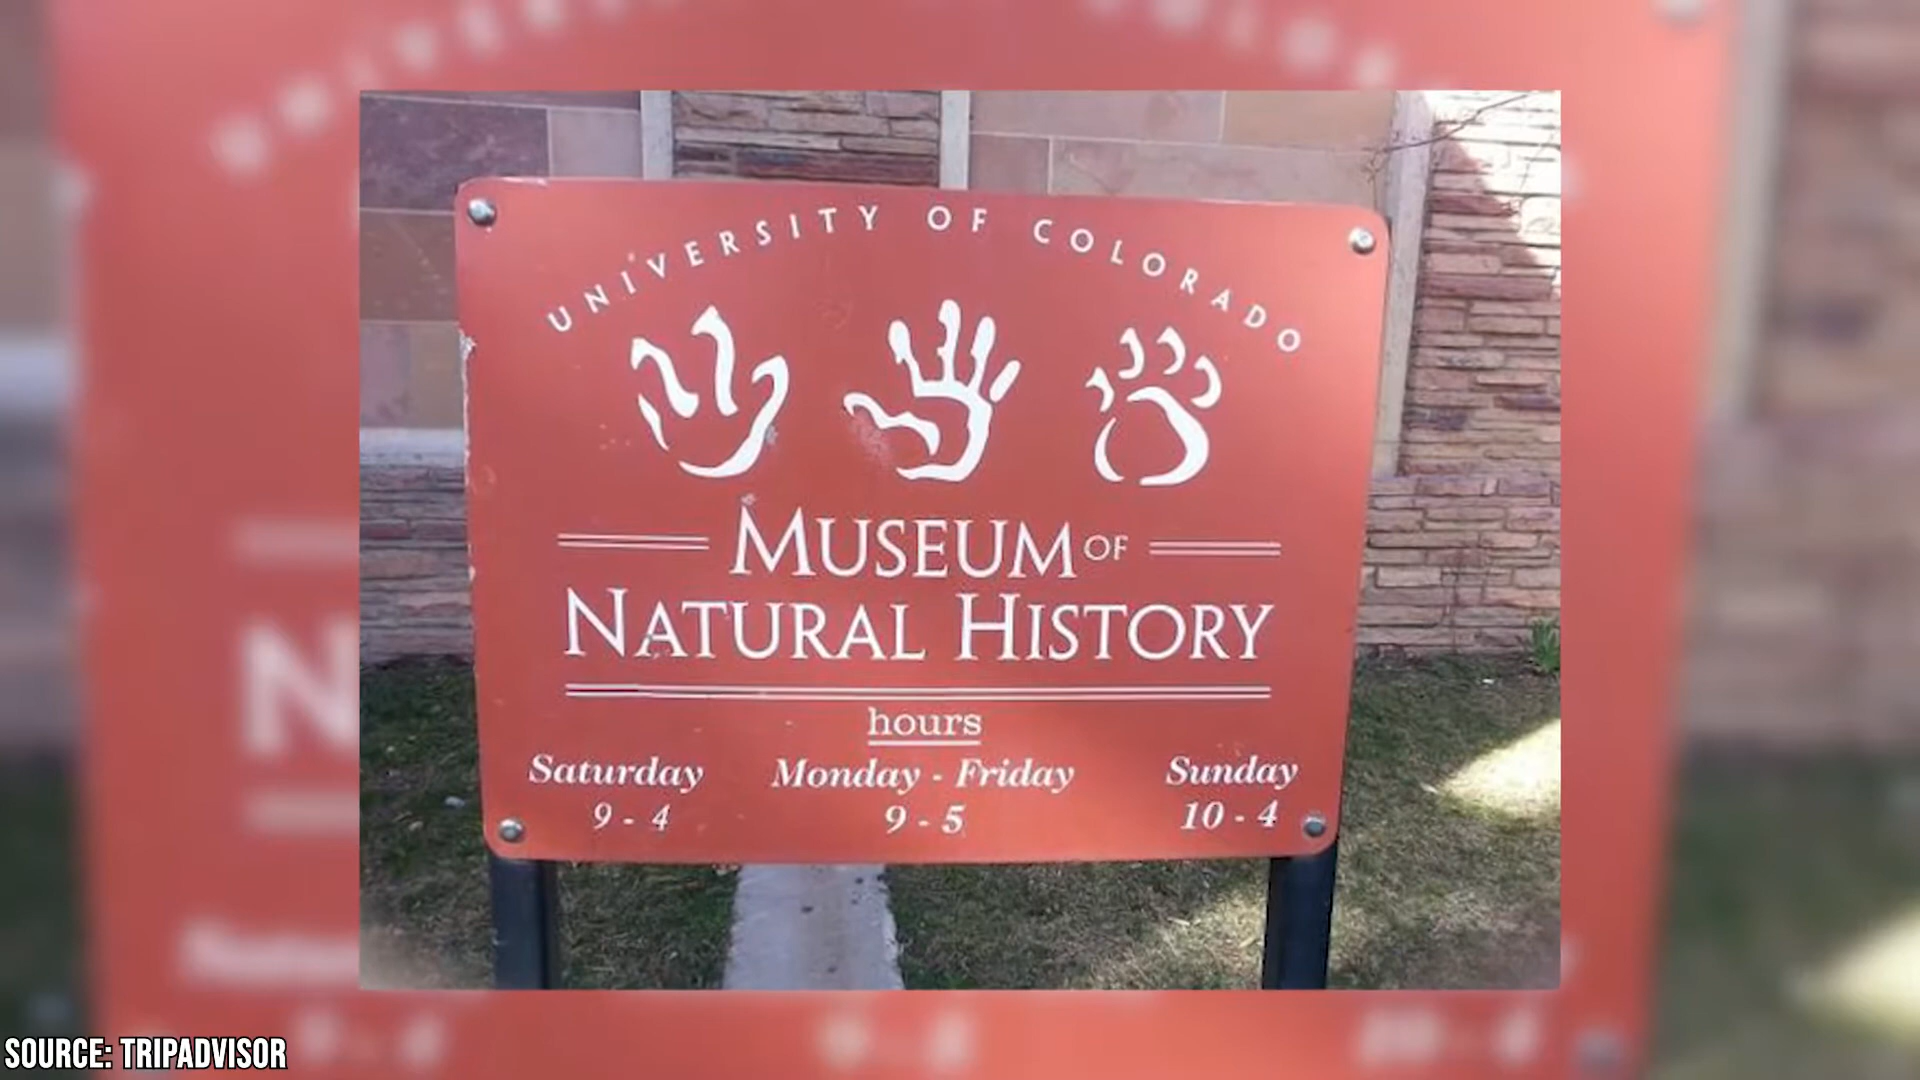 UNIVERSITY OF COLORADO
MUSEUM OF
NATURAL HISTORY
hours
Saturday Monday - Friday Sunday
9 - 4 9 - 5 10 - 4
SOURCE: TRIPADVISOR